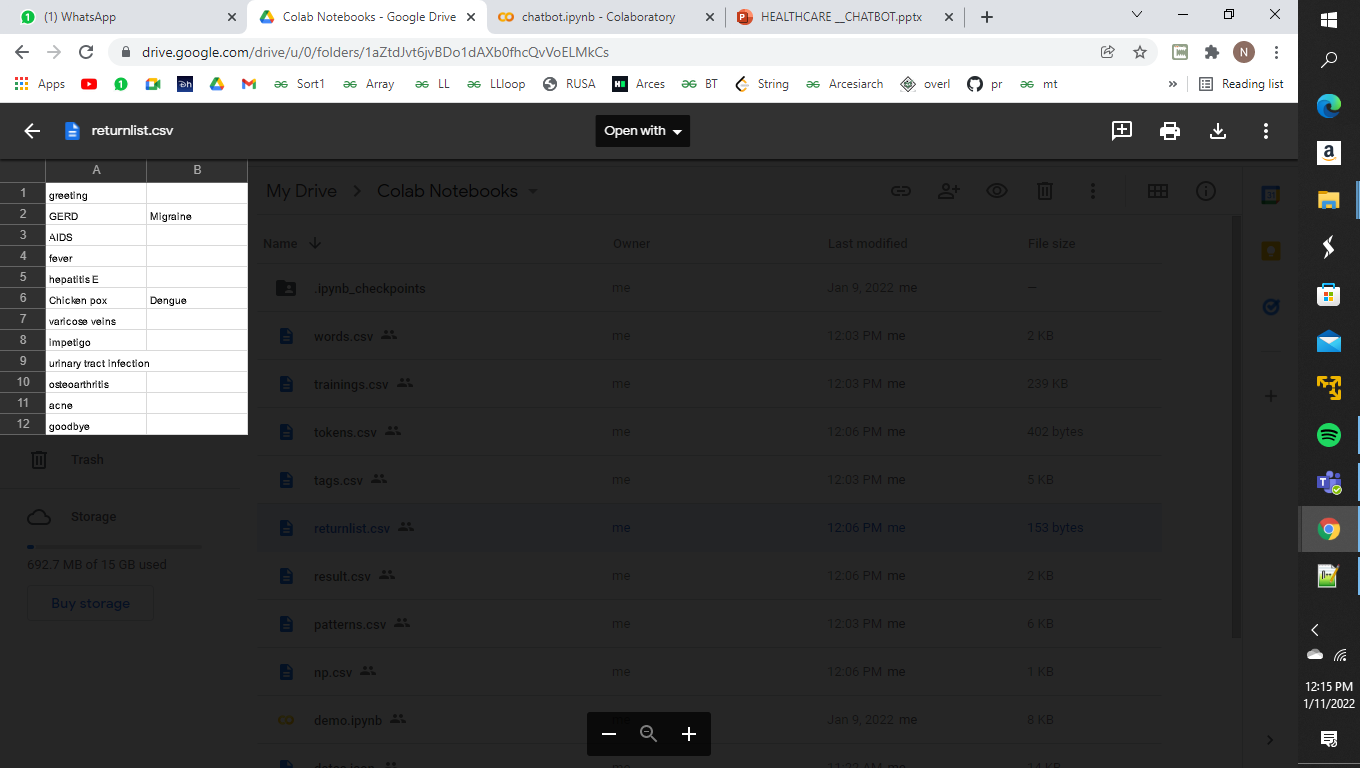 (1) WhatsApp
Colab Notebooks - Google Drive
chatbot.ipynb - Colaboratory
HEALTHCARE __CHATBOT.pptx
drive.google.com/drive/u/0/folders/1aZtdJvt6jvBDo1dAXb0fhcQvVoELMkCs
N
Apps
Sort1
Array
LL
LLloop
RUSA
Arces
BT
String
Arcesiarch
overl
pr
mt
»
Reading list
returnlist.csv
Open with
A B
1 greeting
2 GERD Migraine
3 AIDS
4 fever
5 hepatitis E
6 Chicken pox Dengue
7 varicose veins
8 impetigo
9 urinary tract infection
10 osteoarthritis
11 acne
12 goodbye
Trash
Storage
692.7 MB of 15 GB used
Buy storage
My Drive > Colab Notebooks
Name Owner Last modified File size
.ipynb_checkpoints me Jan 9, 2022 me —
words.csv me 12:03 PM me 2 KB
trainings.csv me 12:03 PM me 239 KB
tokens.csv me 12:06 PM me 402 bytes
tags.csv me 12:03 PM me 5 KB
returnlist.csv me 12:06 PM me 153 bytes
result.csv me 12:06 PM me 2 KB
patterns.csv me 12:03 PM me 6 KB
np.csv me 12:06 PM me 1 KB
demo.ipynb Jan 9, 2022 me 8 KB
12:15 PM
1/11/2022